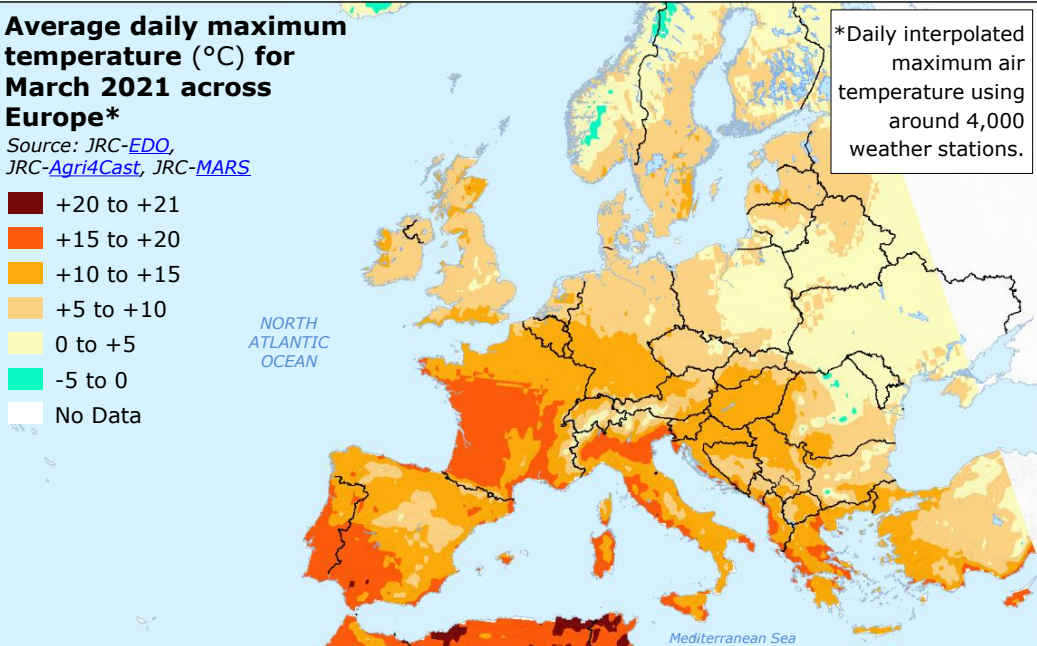 Average daily maximum
temperature (°C) for
March 2021 across
Europe*
Source: JRC-EDO,
JRC-Agri4Cast, JRC-MARS
+20 to +21
+15 to +20
+10 to +15
+5 to +10
0 to +5
-5 to 0
No Data
*Daily interpolated
maximum air
temperature using
around 4,000
weather stations.
NORTH
ATLANTIC
OCEAN
Mediterranean Sea